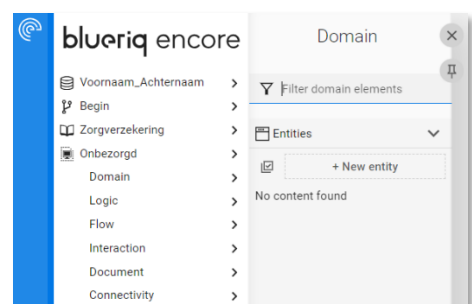 blueriq encore
Voornaam_Achternaam
Begin
Zorgverzekering
Onbezorgd
Domain
Logic
Flow
Interaction
Document
Connectivity
Domain
Filter domain elements
Entities
+ New entity
No content found